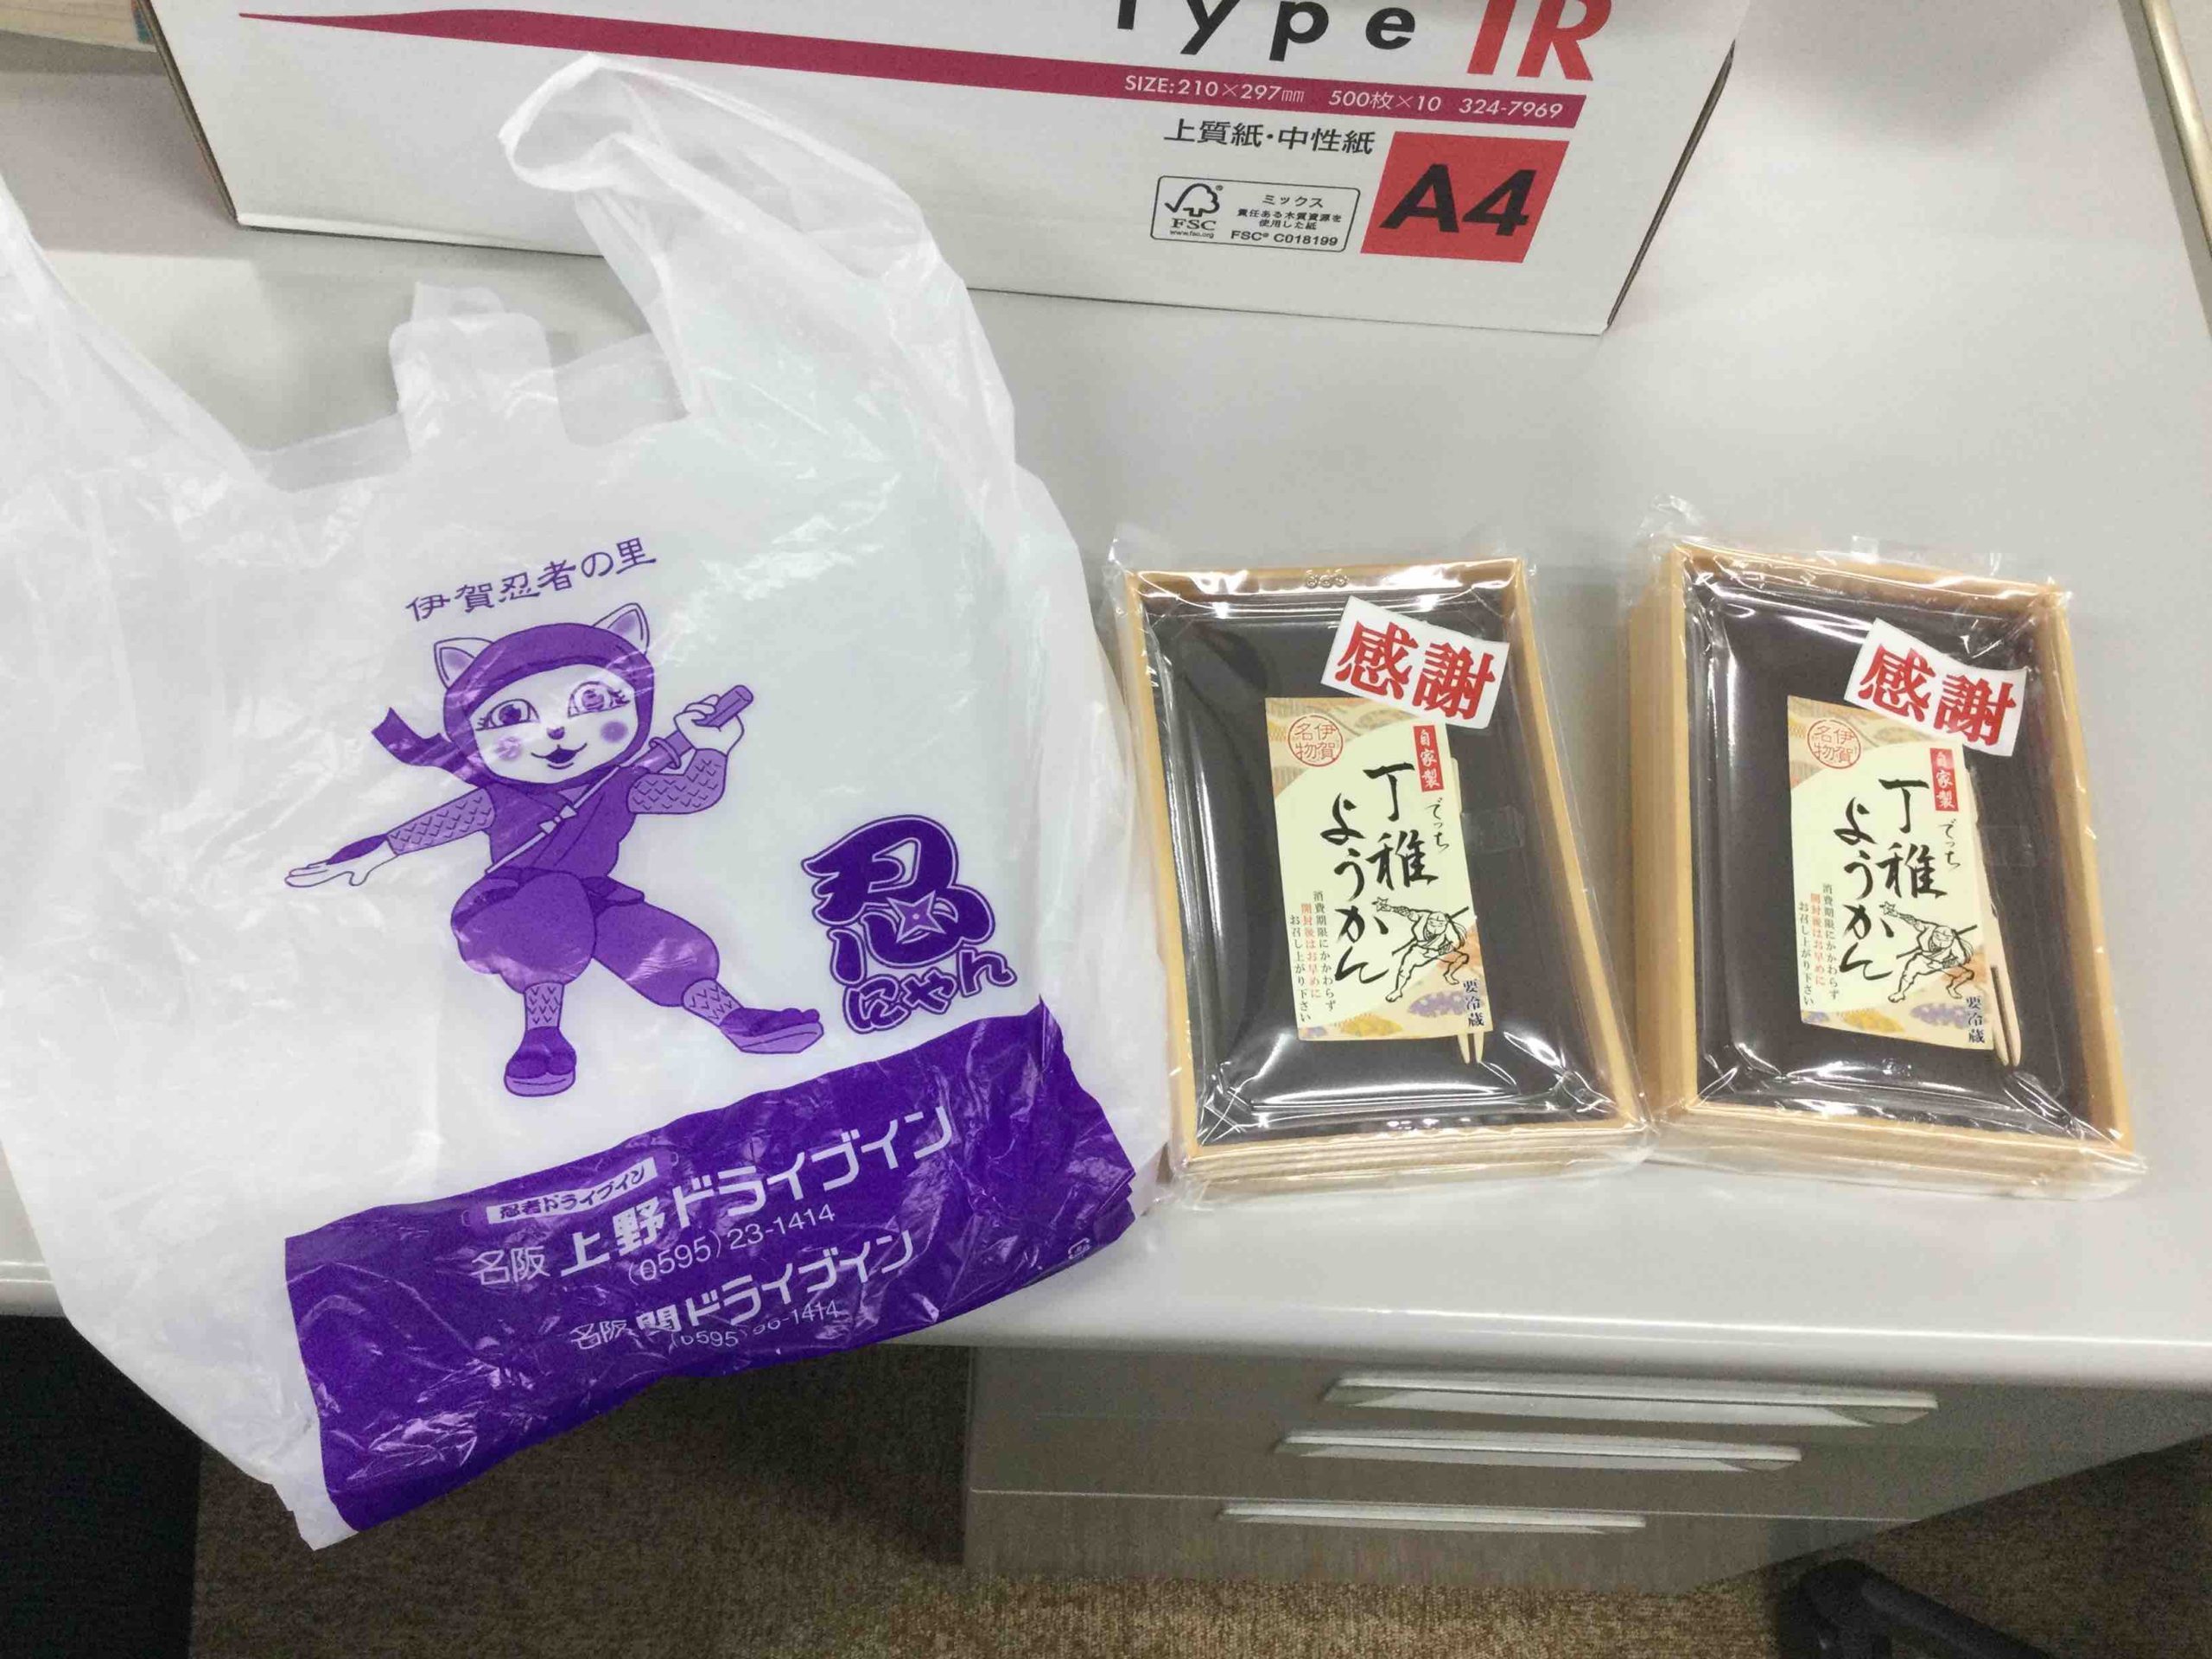 Type IR
SIZE:210×297mm 500枚×10 324-7969
上質紙・中性紙
A4
FSC
www.fsc.org
ミックス
責任ある木質資源を
使用した紙
FSC® C018199
伊賀忍者の里
忍
にゃん
忍者ドライブイン
名阪 上野ドライブイン
(0595)23-1414
名阪 関ドライブイン
(0595 -1414
感謝
伊賀
名物
自家製
でっち
丁稚
ようかん
消費期限にかかわらず
開封後はお早めに
お召し上がり下さい
要冷蔵
感謝
伊賀
名物
自家製
でっち
丁稚
ようかん
消費期限にかかわらず
開封後はお早めに
お召し上がり下さい
要冷蔵